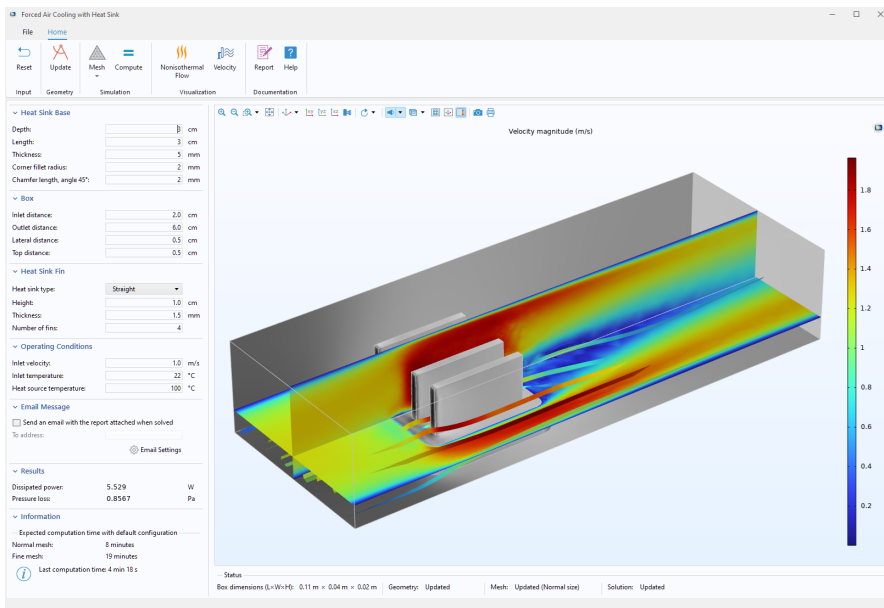 Forced Air Cooling with Heat Sink
File Home
Reset Update Mesh Compute Nonisothermal Flow Velocity Report Help
Input Geometry Simulation Visualization Documentation
Heat Sink Base
Depth: 3 cm
Length: 3 cm
Thickness: 5 mm
Corner fillet radius: 2 mm
Chamfer length, angle 45°: 2 mm
Box
Inlet distance: 2.0 cm
Outlet distance: 6.0 cm
Lateral distance: 0.5 cm
Top distance: 0.5 cm
Heat Sink Fin
Heat sink type: Straight
Height: 1.0 cm
Thickness: 1.5 mm
Number of fins: 4
Operating Conditions
Inlet velocity: 1.0 m/s
Inlet temperature: 22 °C
Heat source temperature: 100 °C
Email Message
Send an email with the report attached when solved
To address:
Email Settings
Results
Dissipated power: 5.529 W
Pressure loss: 0.8567 Pa
Information
Expected computation time with default configuration
Normal mesh: 8 minutes
Fine mesh: 19 minutes
Last computation time: 4 min 18 s
xy yz xz
Velocity magnitude (m/s)
1.8
1.6
1.4
1.2
1
0.8
0.6
0.4
0.2
Status
Box dimensions (L×W×H): 0.11 m × 0.04 m × 0.02 m Geometry: Updated Mesh: Updated (Normal size) Solution: Updated